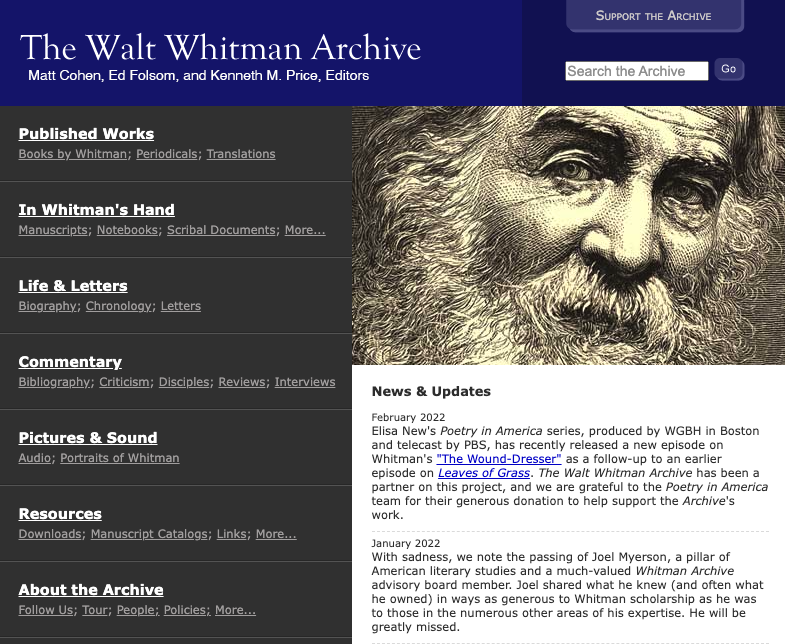 Support the Archive
The Walt Whitman Archive
Matt Cohen, Ed Folsom, and Kenneth M. Price, Editors
Search the Archive
Go
Published Works
Books by Whitman; Periodicals; Translations
In Whitman's Hand
Manuscripts; Notebooks; Scribal Documents; More...
Life & Letters
Biography; Chronology; Letters
Commentary
Bibliography; Criticism; Disciples; Reviews; Interviews
Pictures & Sound
Audio; Portraits of Whitman
Resources
Downloads; Manuscript Catalogs; Links; More...
About the Archive
Follow Us; Tour; People; Policies; More...
News & Updates
February 2022
Elisa New's Poetry in America series, produced by WGBH in Boston
and telecast by PBS, has recently released a new episode on
Whitman's "The Wound-Dresser" as a follow-up to an earlier
episode on Leaves of Grass. The Walt Whitman Archive has been a
partner on this project, and we are grateful to the Poetry in America
team for their generous donation to help support the Archive's
work.
January 2022
With sadness, we note the passing of Joel Myerson, a pillar of
American literary studies and a much-valued Whitman Archive
advisory board member. Joel shared what he knew (and often what
he owned) in ways as generous to Whitman scholarship as he was
to those in the numerous other areas of his expertise. He will be
greatly missed.